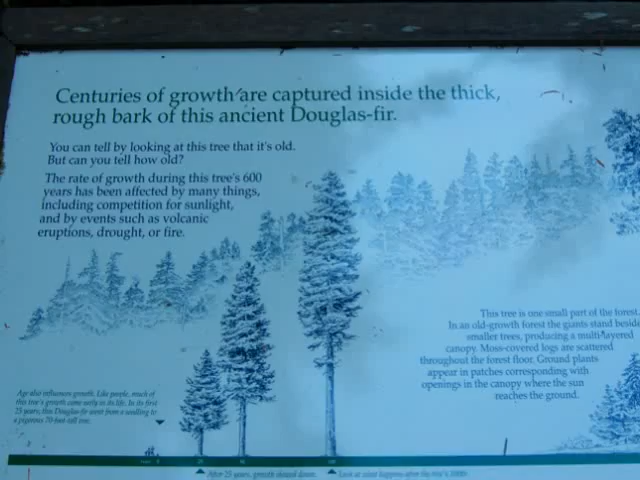 Centuries of growth are captured inside the thick,
rough bark of this ancient Douglas-fir.
You can tell by looking at this tree that it's old.
But can you tell how old?
The rate of growth during this tree's 600
years has been affected by many things,
including competition for sunlight,
and by events such as volcanic
eruptions, drought, or fire.
This tree is one small part of the forest.
In an old-growth forest the giants stand beside
smaller trees, producing a multi-layered
canopy. Moss-covered logs are scattered
throughout the forest floor. Ground plants
appear in patches corresponding with
openings in the canopy where the sun
reaches the ground.
Age also influences growth. Like people, much of
this tree's growth came early in its life. In its first
25 years, this Douglas-fir went from a seedling to
a vigorous 70-foot-tall tree.
After 25 years, growth slowed down.
Look at what happens after the tree's